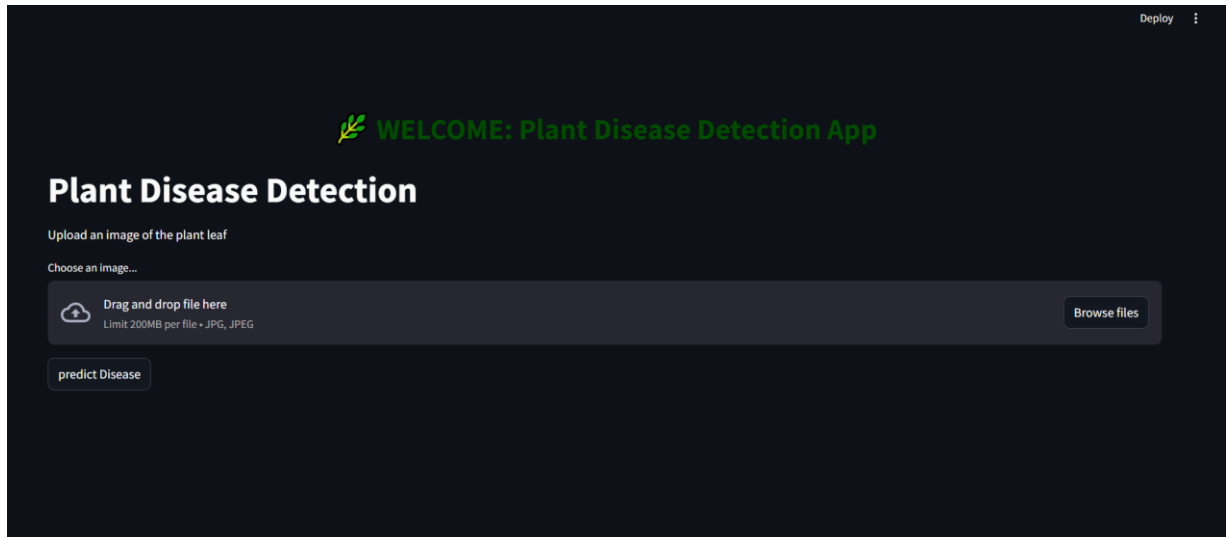 Deploy
🌿 WELCOME: Plant Disease Detection App
Plant Disease Detection
Upload an image of the plant leaf
Choose an image...
Drag and drop file here
Limit 200MB per file • JPG, JPEG
Browse files
predict Disease